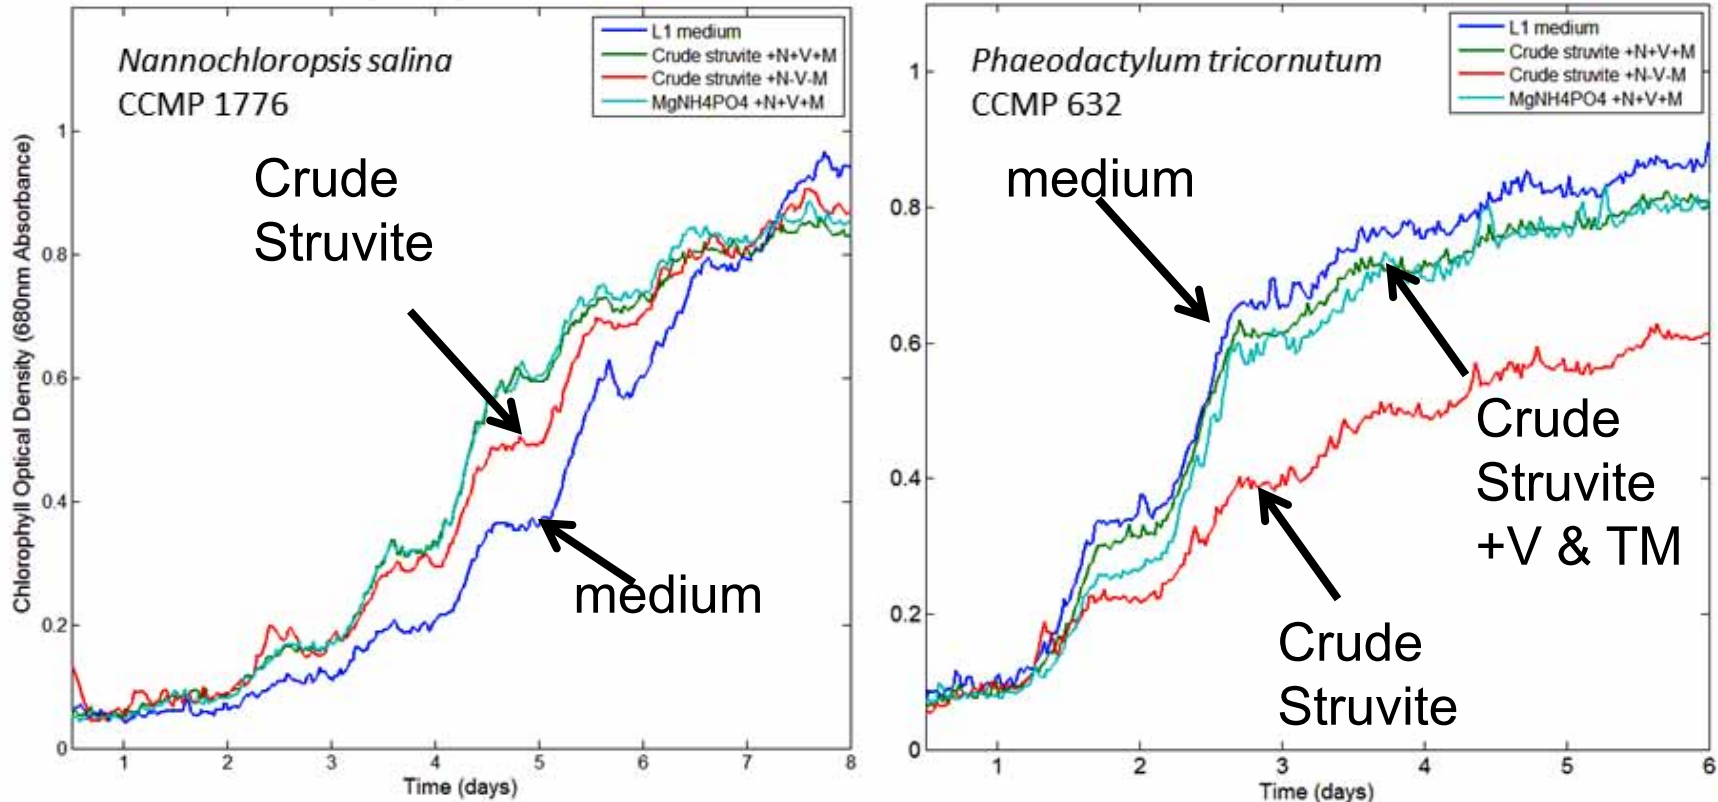 Nannochloropsis salina
CCMP 1776
L1 medium
Crude struvite +N+V+M
Crude struvite +N-V-M
MgNH4PO4 +N+V+M
Crude
Struvite
medium
Chlorophyll Optical Density (680nm Absorbance)
1
0.8
0.6
0.4
0.2
0
1
2
3
4
5
6
7
8
Time (days)
Phaeodactylum tricornutum
CCMP 632
L1 medium
Crude struvite +N+V+M
Crude struvite +N-V-M
MgNH4PO4 +N+V+M
medium
Crude
Struvite
+V & TM
Crude
Struvite
1
0.8
0.6
0.4
0.2
0
1
2
3
4
5
6
Time (days)